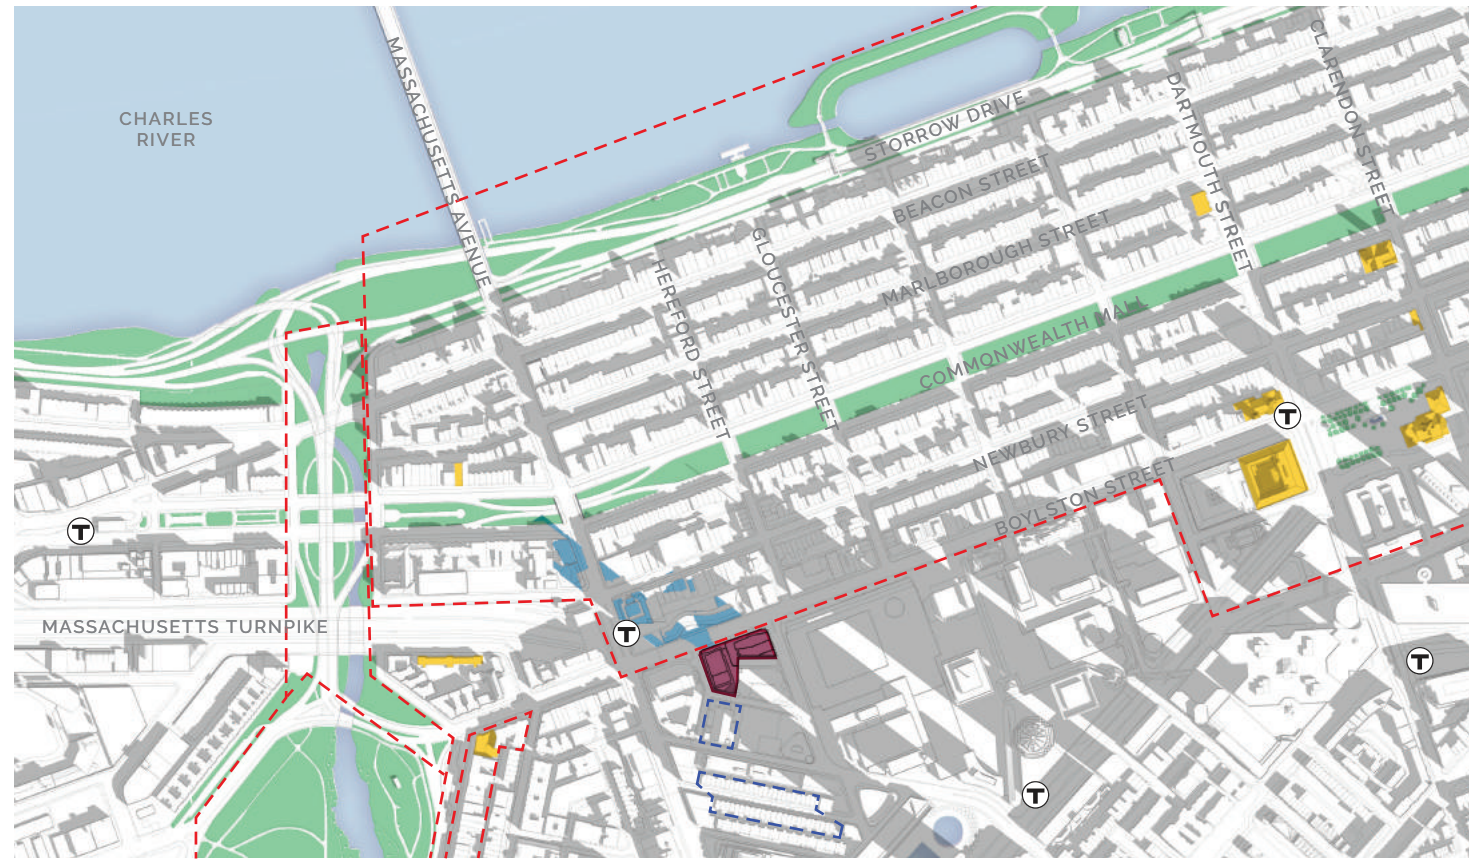 CHARLES
RIVER
MASSACHUSETTS AVENUE
STORROW DRIVE
BEACON STREET
MARLBOROUGH STREET
DARTMOUTH STREET
CLARENDON STREET
HEREFORD STREET
GLOUCESTER STREET
COMMONWEALTH MALL
NEWBURY STREET
BOYLSTON STREET
T
T
MASSACHUSETTS TURNPIKE
T
T
T